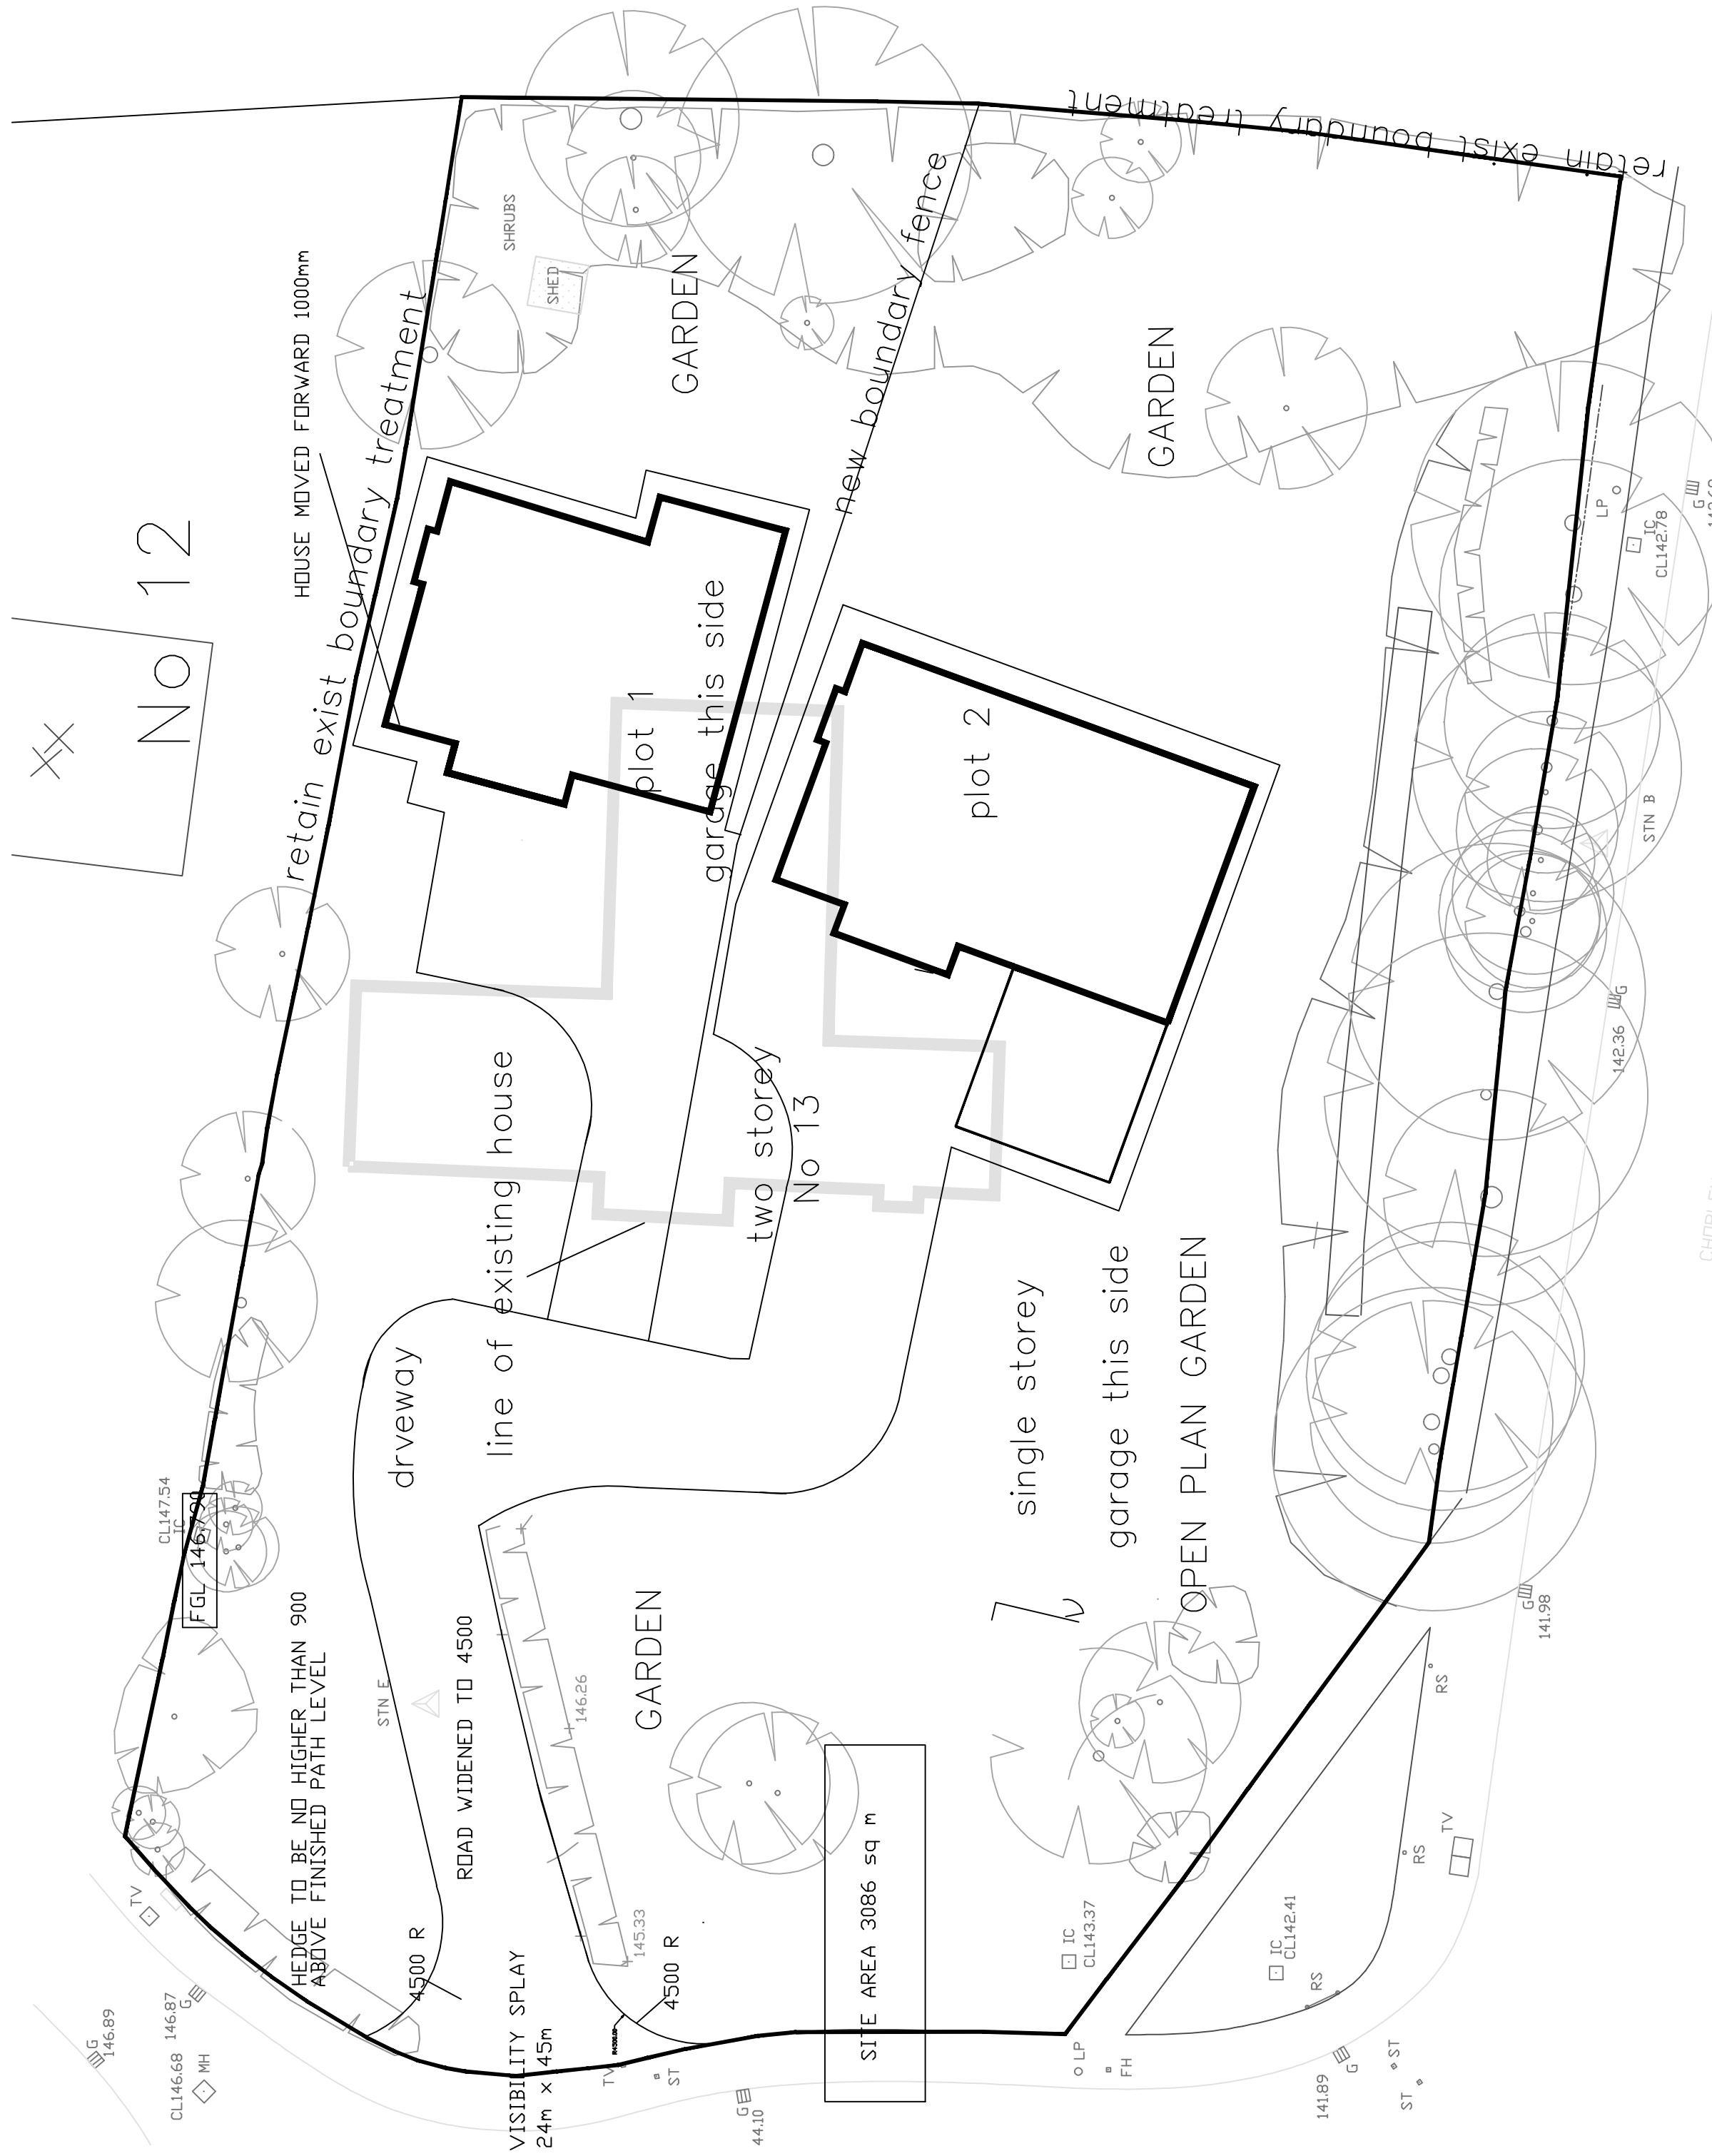 No 12
HOUSE MOVED FORWARD 1000mm
retain exist boundary treatment
retain exist boundary treatment
SHRUBS
SHED
GARDEN
new boundary fence
GARDEN
plot 1
garage this side
plot 2
LP
IC
CL142.78
G
STN B
G
142.36
two storey
No 13
line of existing house
drveway
single storey
garage this side
OPEN PLAN GARDEN
CL147.54
IC
FGL 146.790
HEDGE TO BE NO HIGHER THAN 900
ABOVE FINISHED PATH LEVEL
STN E
ROAD WIDENED TO 4500
146.26
GARDEN
145.33
4500 R
4500 R
VISIBILITY SPLAY
24m x 45m
SITE AREA 3086 sq m
TV
G
146.89
CL146.68
146.87
G
MH
TV
ST
G
44.10
IC
CL143.37
LP
FH
IC
CL142.41
RS
RS
RS
TV
G
141.98
141.89
G
ST
ST